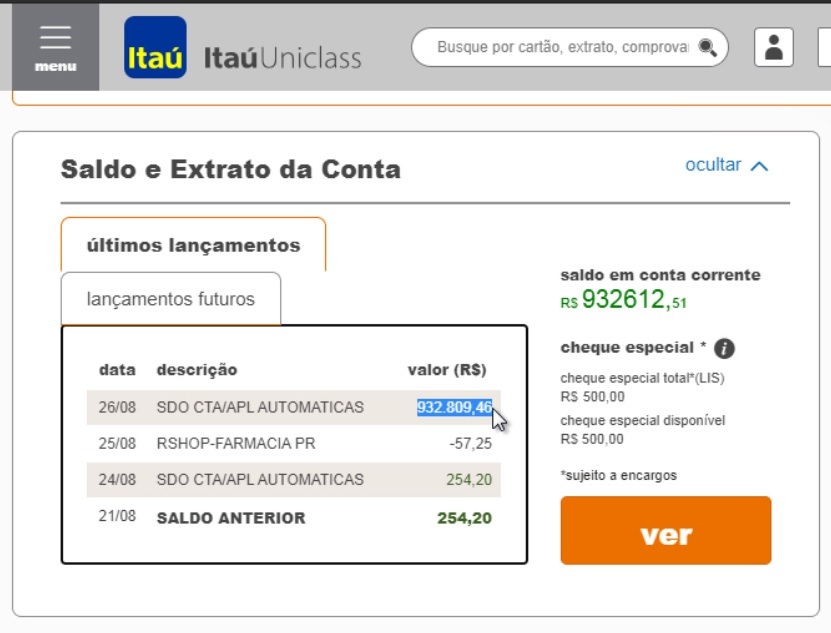 menu
Itaú
ItaúUniclass
Busque por cartão, extrato, comprova
Saldo e Extrato da Conta
ocultar
últimos lançamentos
lançamentos futuros
data descrição valor (R$)
26/08 SDO CTA/APL AUTOMATICAS 932.809,46
25/08 RSHOP-FARMACIA PR -57,25
24/08 SDO CTA/APL AUTOMATICAS 254,20
21/08 SALDO ANTERIOR 254,20
saldo em conta corrente
R$ 932612,51
cheque especial * i
cheque especial total*(LIS)
R$ 500,00
cheque especial disponível
R$ 500,00
*sujeito a encargos
ver